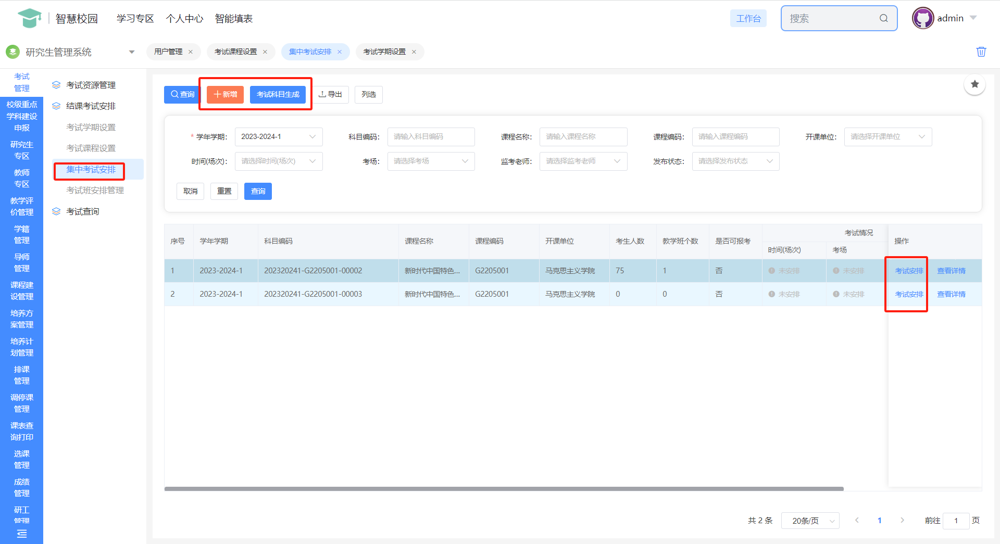 智慧校园 学习专区 个人中心 智能填表 工作台 搜索 admin
研究生管理系统 用户管理 × 考试课程设置 × 集中考试安排 × 考试学期设置 ×
考试
管理
校级重点
学科建设
申报
研究生
专区
教师
专区
教学评
价管理
学籍
管理
导师
管理
课程建
设管理
培养方
案管理
培养计
划管理
排课
管理
调停课
管理
课表查
询打印
选课
管理
成绩
管理
研工
管理
考试资源管理
结课考试安排
考试学期设置
考试课程设置
集中考试安排
考试班安排管理
考试查询
查询 新增 考试科目生成 导出 列选
* 学年学期: 2023-2024-1 科目编码: 请输入科目编码 课程名称: 请输入课程名称 课程编码: 请输入课程编码 开课单位: 请选择开课单位
时间(场次): 请选择时间(场次) 考场: 请选择考场 监考老师: 请选择监考老师 发布状态: 请选择发布状态
取消 重置 查询
序号 学年学期 科目编码 课程名称 课程编码 开课单位 考生人数 教学班个数 是否可报考 考试情况 操作
时间(场次) 考场
1 2023-2024-1 202320241-G2205001-00002 新时代中国特色... G2205001 马克思主义学院 75 1 否 未安排 未安排 考试安排 查看详情
2 2023-2024-1 202320241-G2205001-00003 新时代中国特色... G2205001 马克思主义学院 0 0 否 未安排 未安排 考试安排 查看详情
共 2 条 20条/页 1 前往 1 页